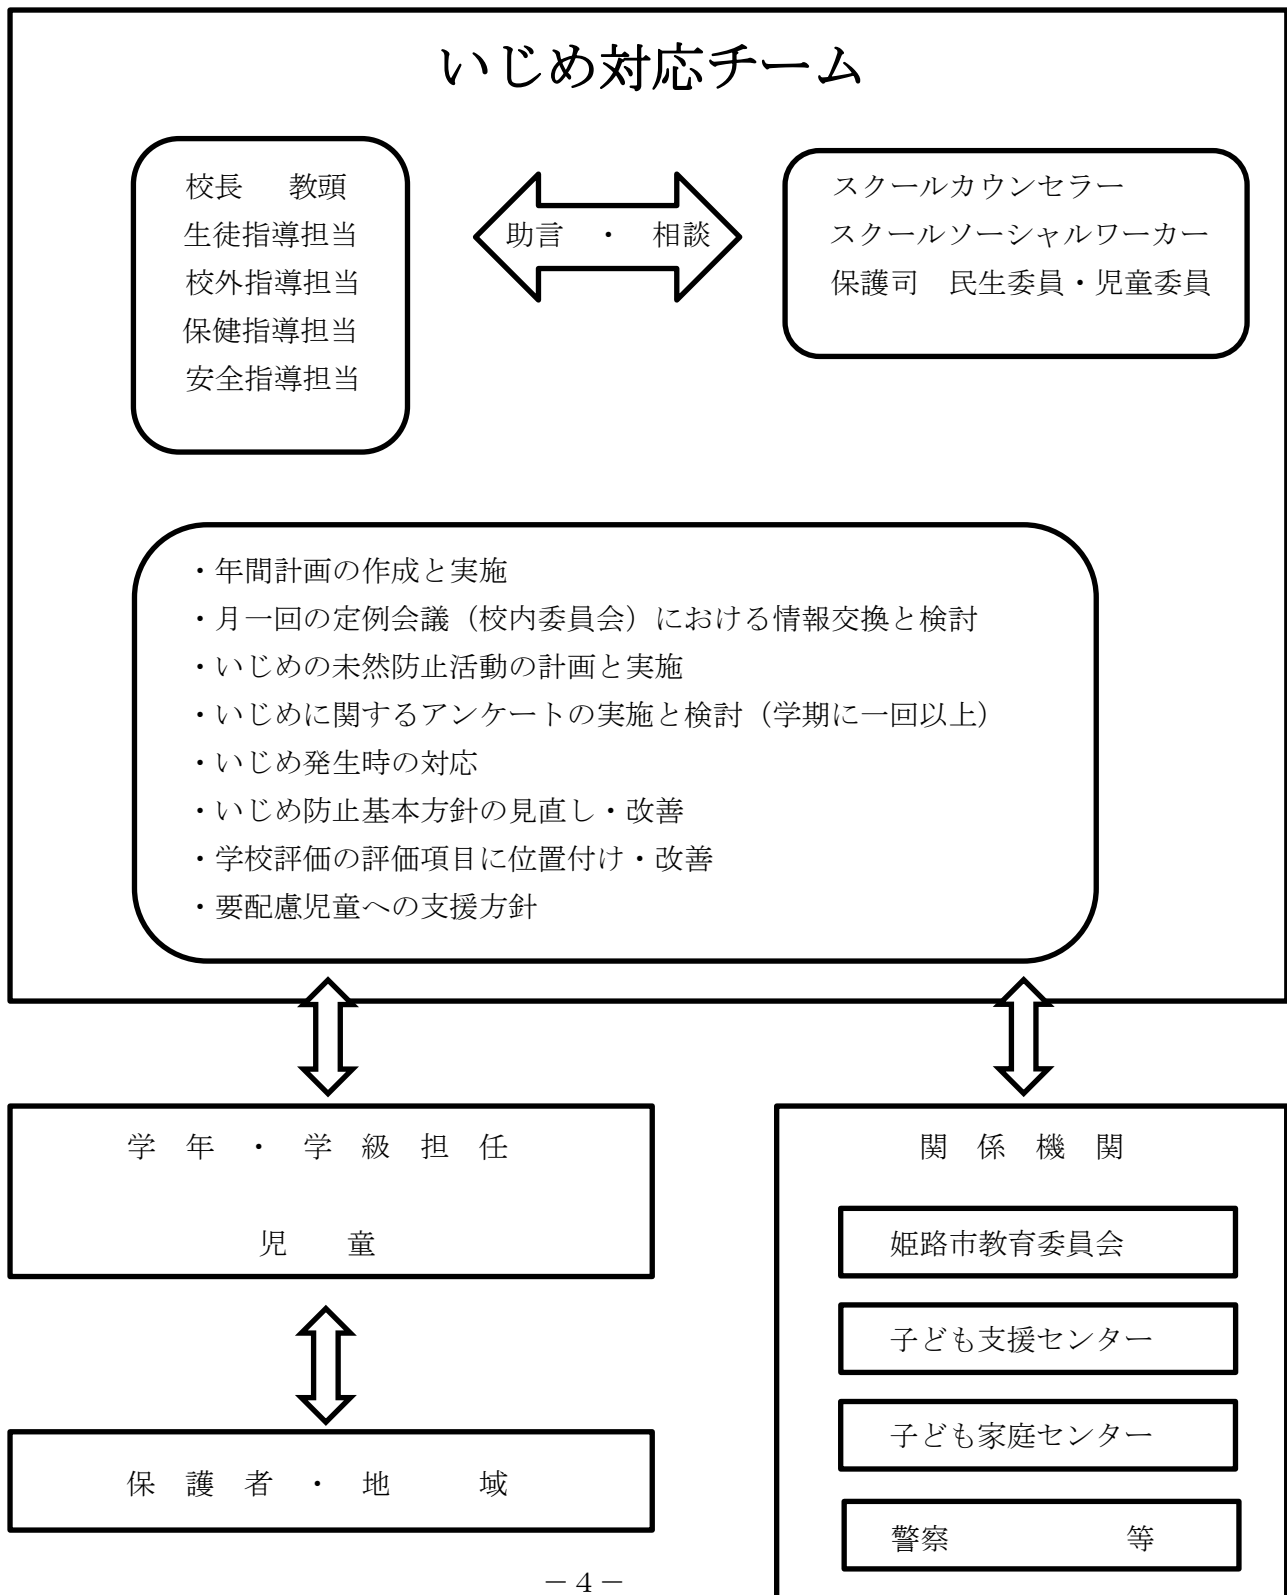 いじめ対応チーム
校長　教頭
生徒指導担当
校外指導担当
保健指導担当
安全指導担当
助言　・　相談
スクールカウンセラー
スクールソーシャルワーカー
保護司　民生委員・児童委員
・年間計画の作成と実施
・月一回の定例会議（校内委員会）における情報交換と検討
・いじめの未然防止活動の計画と実施
・いじめに関するアンケートの実施と検討（学期に一回以上）
・いじめ発生時の対応
・いじめ防止基本方針の見直し・改善
・学校評価の評価項目に位置付け・改善
・要配慮児童への支援方針
学　年　・　学　級　担　任
児　　童
保　護　者　・　地　　域
関　係　機　関
姫路市教育委員会
子ども支援センター
子ども家庭センター
警察　　　　　　等
－4－